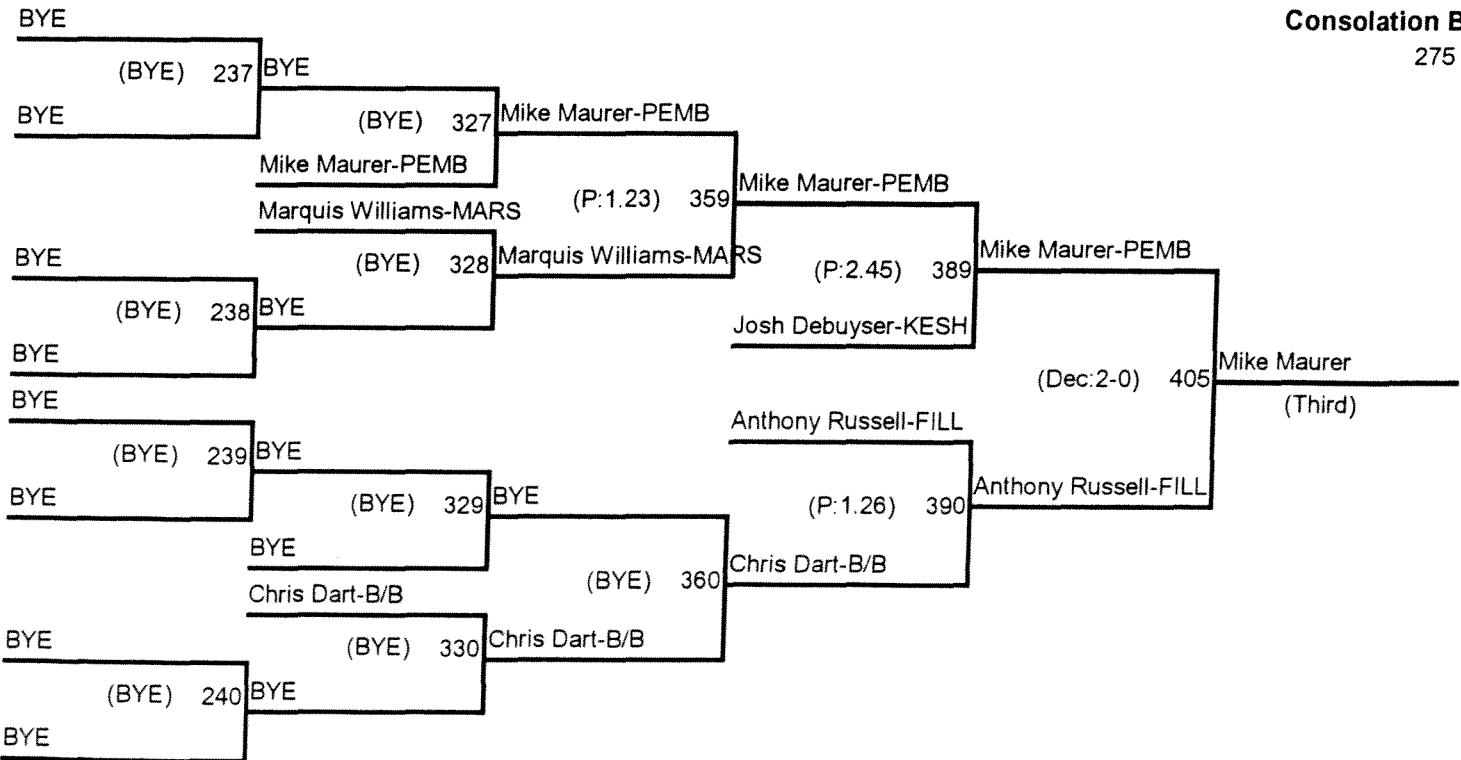 BYE
Consolation B
275
(BYE) 237 BYE
BYE
(BYE) 327 Mike Maurer-PEMB
Mike Maurer-PEMB
(P:1.23) 359 Mike Maurer-PEMB
Marquis Williams-MARS
(BYE) 328 Marquis Williams-MARS
BYE
(BYE) 238 BYE
BYE
(P:2.45) 389 Mike Maurer-PEMB
Josh Debuyser-KESH
(Dec:2-0) 405 Mike Maurer
(Third)
BYE
(BYE) 239 BYE
BYE
(BYE) 329 BYE
BYE
Anthony Russell-FILL
(P:1.26) 390 Anthony Russell-FILL
(BYE) 360 Chris Dart-B/B
Chris Dart-B/B
(BYE) 330 Chris Dart-B/B
BYE
(BYE) 240 BYE
BYE